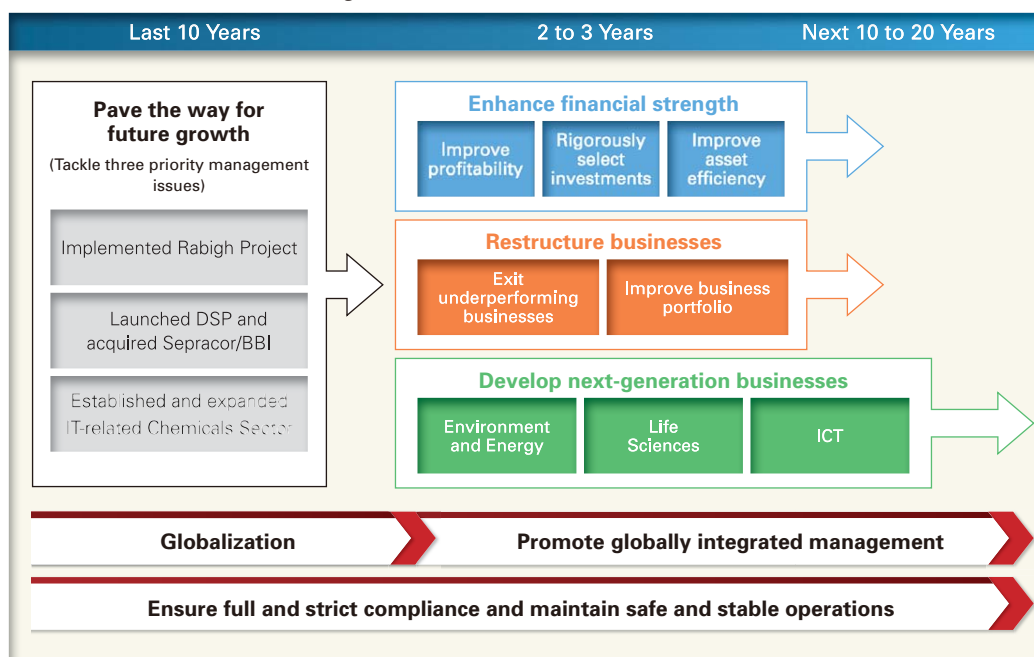 Last 10 Years
2 to 3 Years
Next 10 to 20 Years
Pave the way for
future growth
(Tackle three priority management
issues)
Implemented Rabigh Project
Launched DSP and
acquired Sepracor/BBI
Established and expanded
IT-related Chemicals Sector
Enhance financial strength
Improve
profitability
Rigorously
select
investments
Improve
asset
efficiency
Restructure businesses
Exit
underperforming
businesses
Improve business
portfolio
Develop next-generation businesses
Environment
and Energy
Life
Sciences
ICT
Globalization
Promote globally integrated management
Ensure full and strict compliance and maintain safe and stable operations